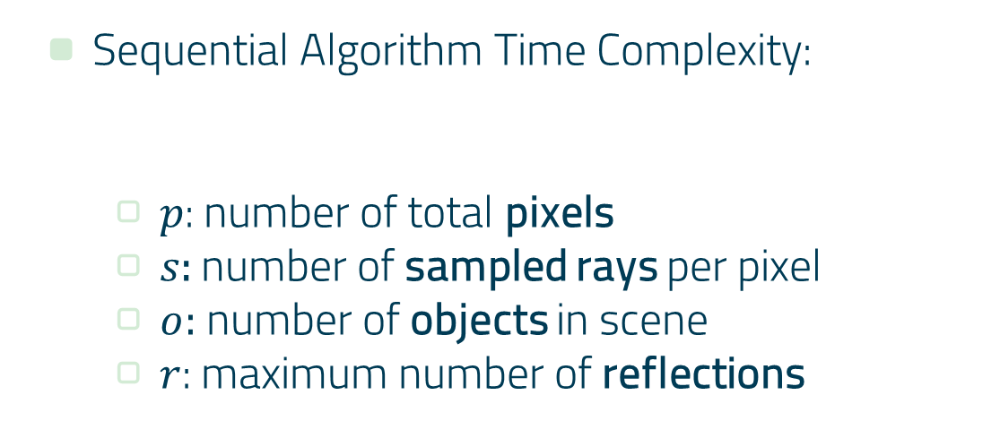 Sequential Algorithm Time Complexity:
p: number of total pixels
s: number of sampled rays per pixel
o: number of objects in scene
r: maximum number of reflections